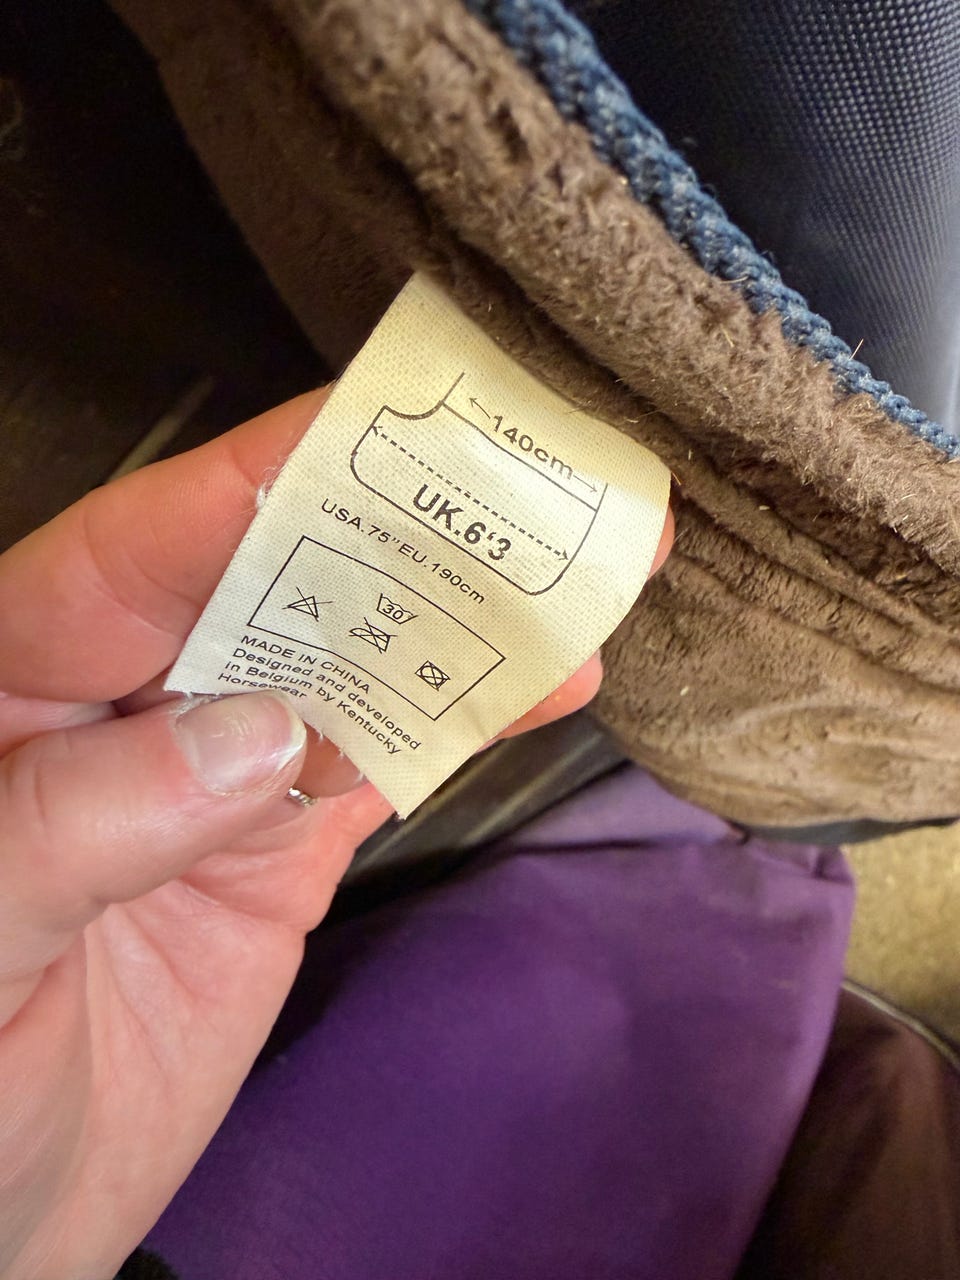 140cm
UK.6'3
USA.75" EU.190cm
30
MADE IN CHINA
Designed and developed
in Belgium by Kentucky
Horsewear